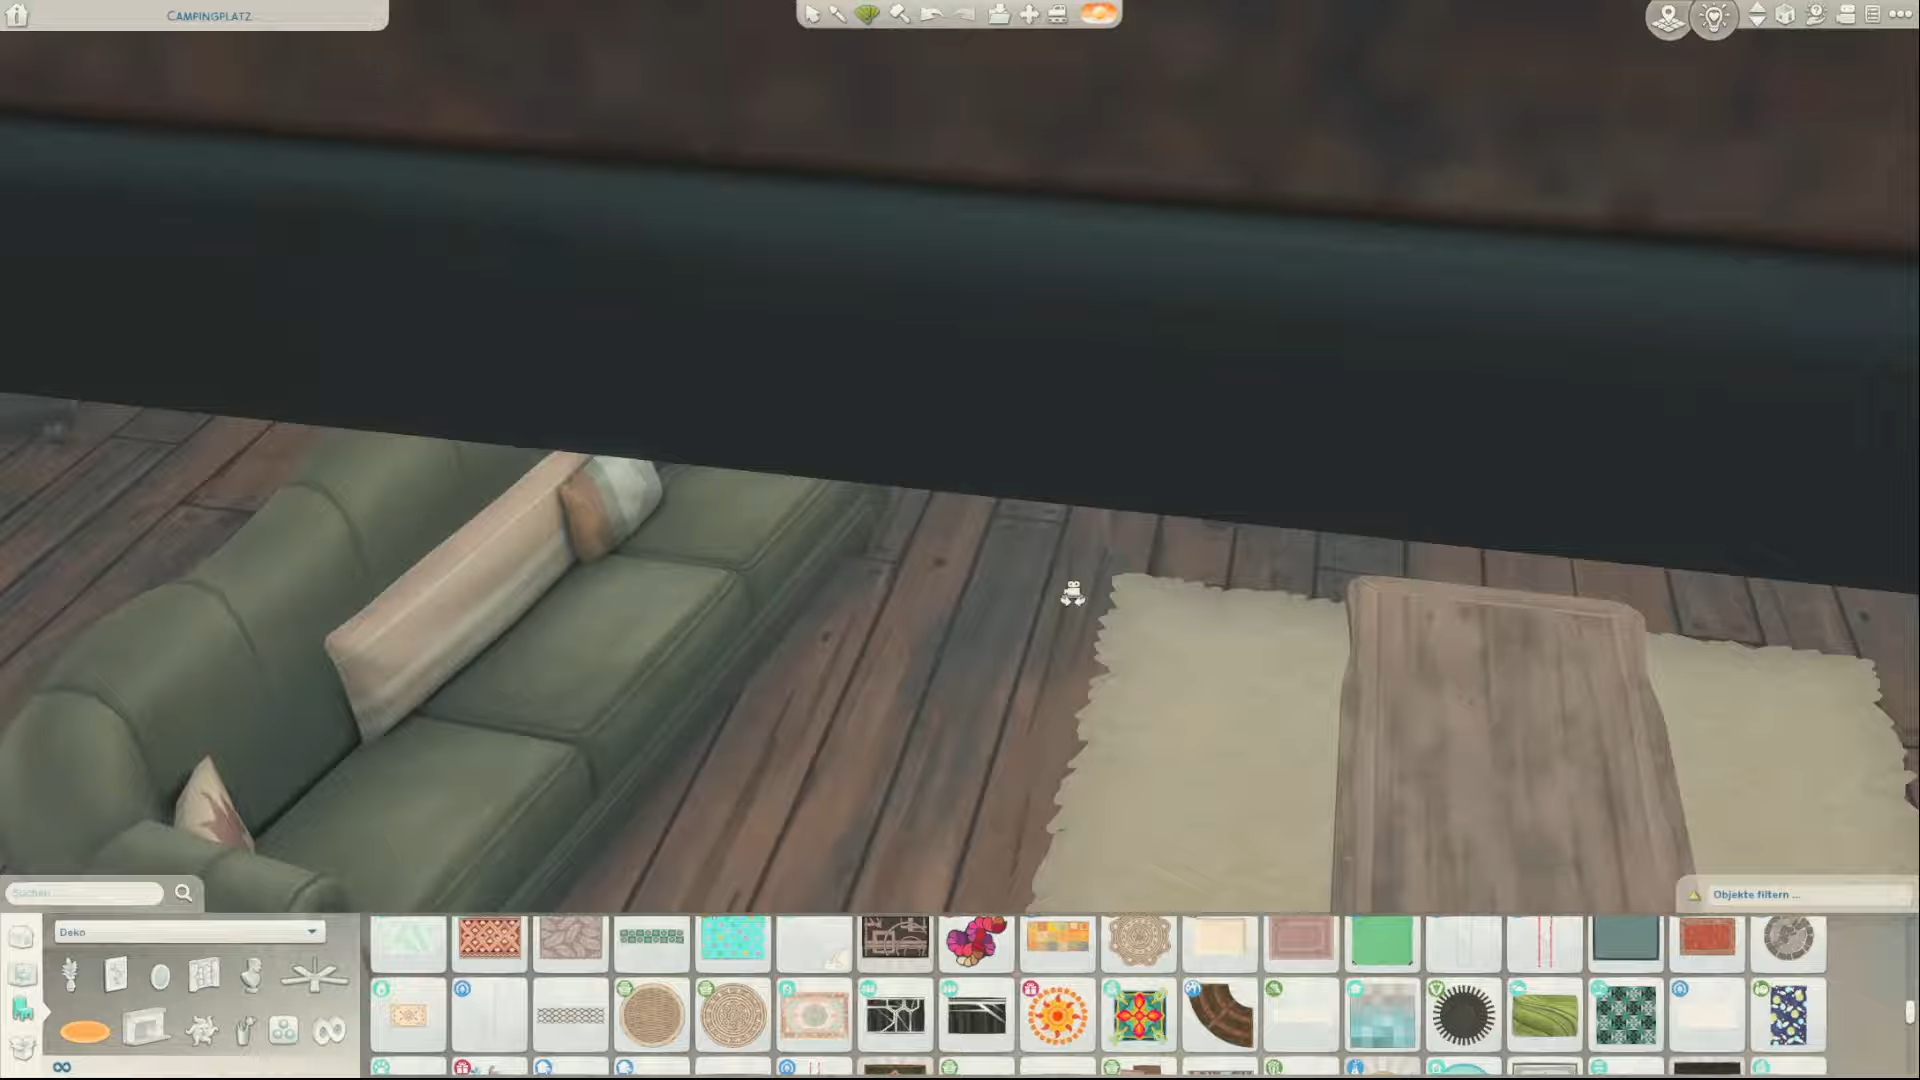 CAMPINGPLATZ
Suchen ...
Objekte filtern ...
Deko